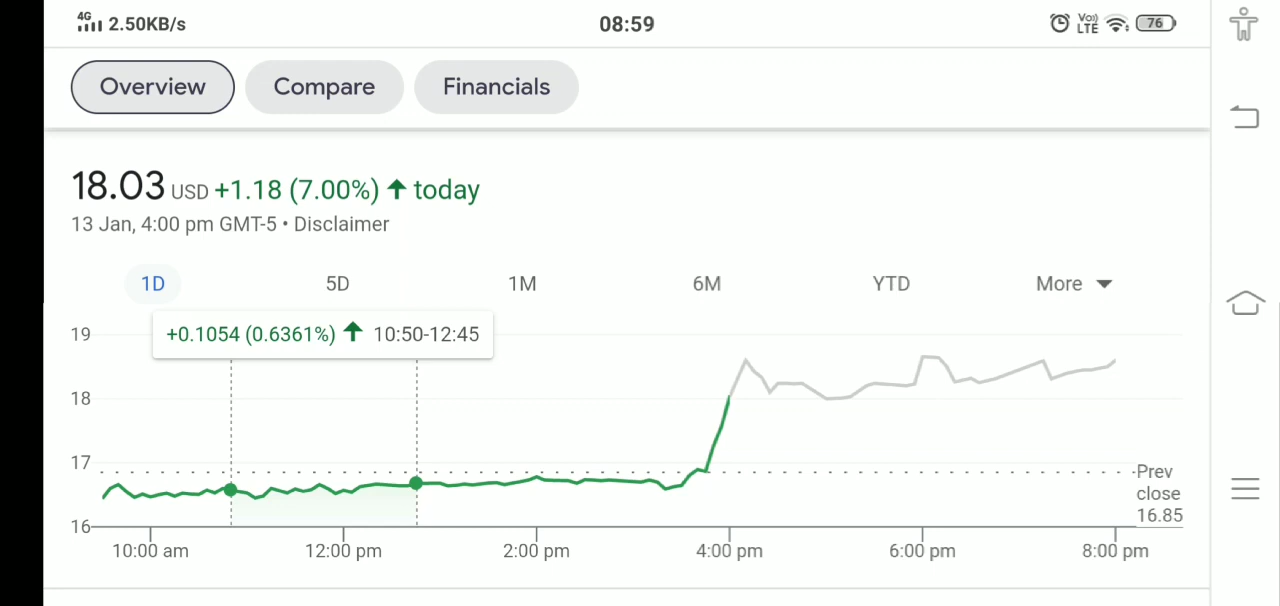 4G 2.50KB/s 08:59 Vo)) LTE 76
Overview Compare Financials
18.03 USD +1.18 (7.00%) today
13 Jan, 4:00 pm GMT-5 • Disclaimer
1D 5D 1M 6M YTD More
+0.1054 (0.6361%) 10:50-12:45
19
18
17
16
Prev
close
16.85
10:00 am 12:00 pm 2:00 pm 4:00 pm 6:00 pm 8:00 pm